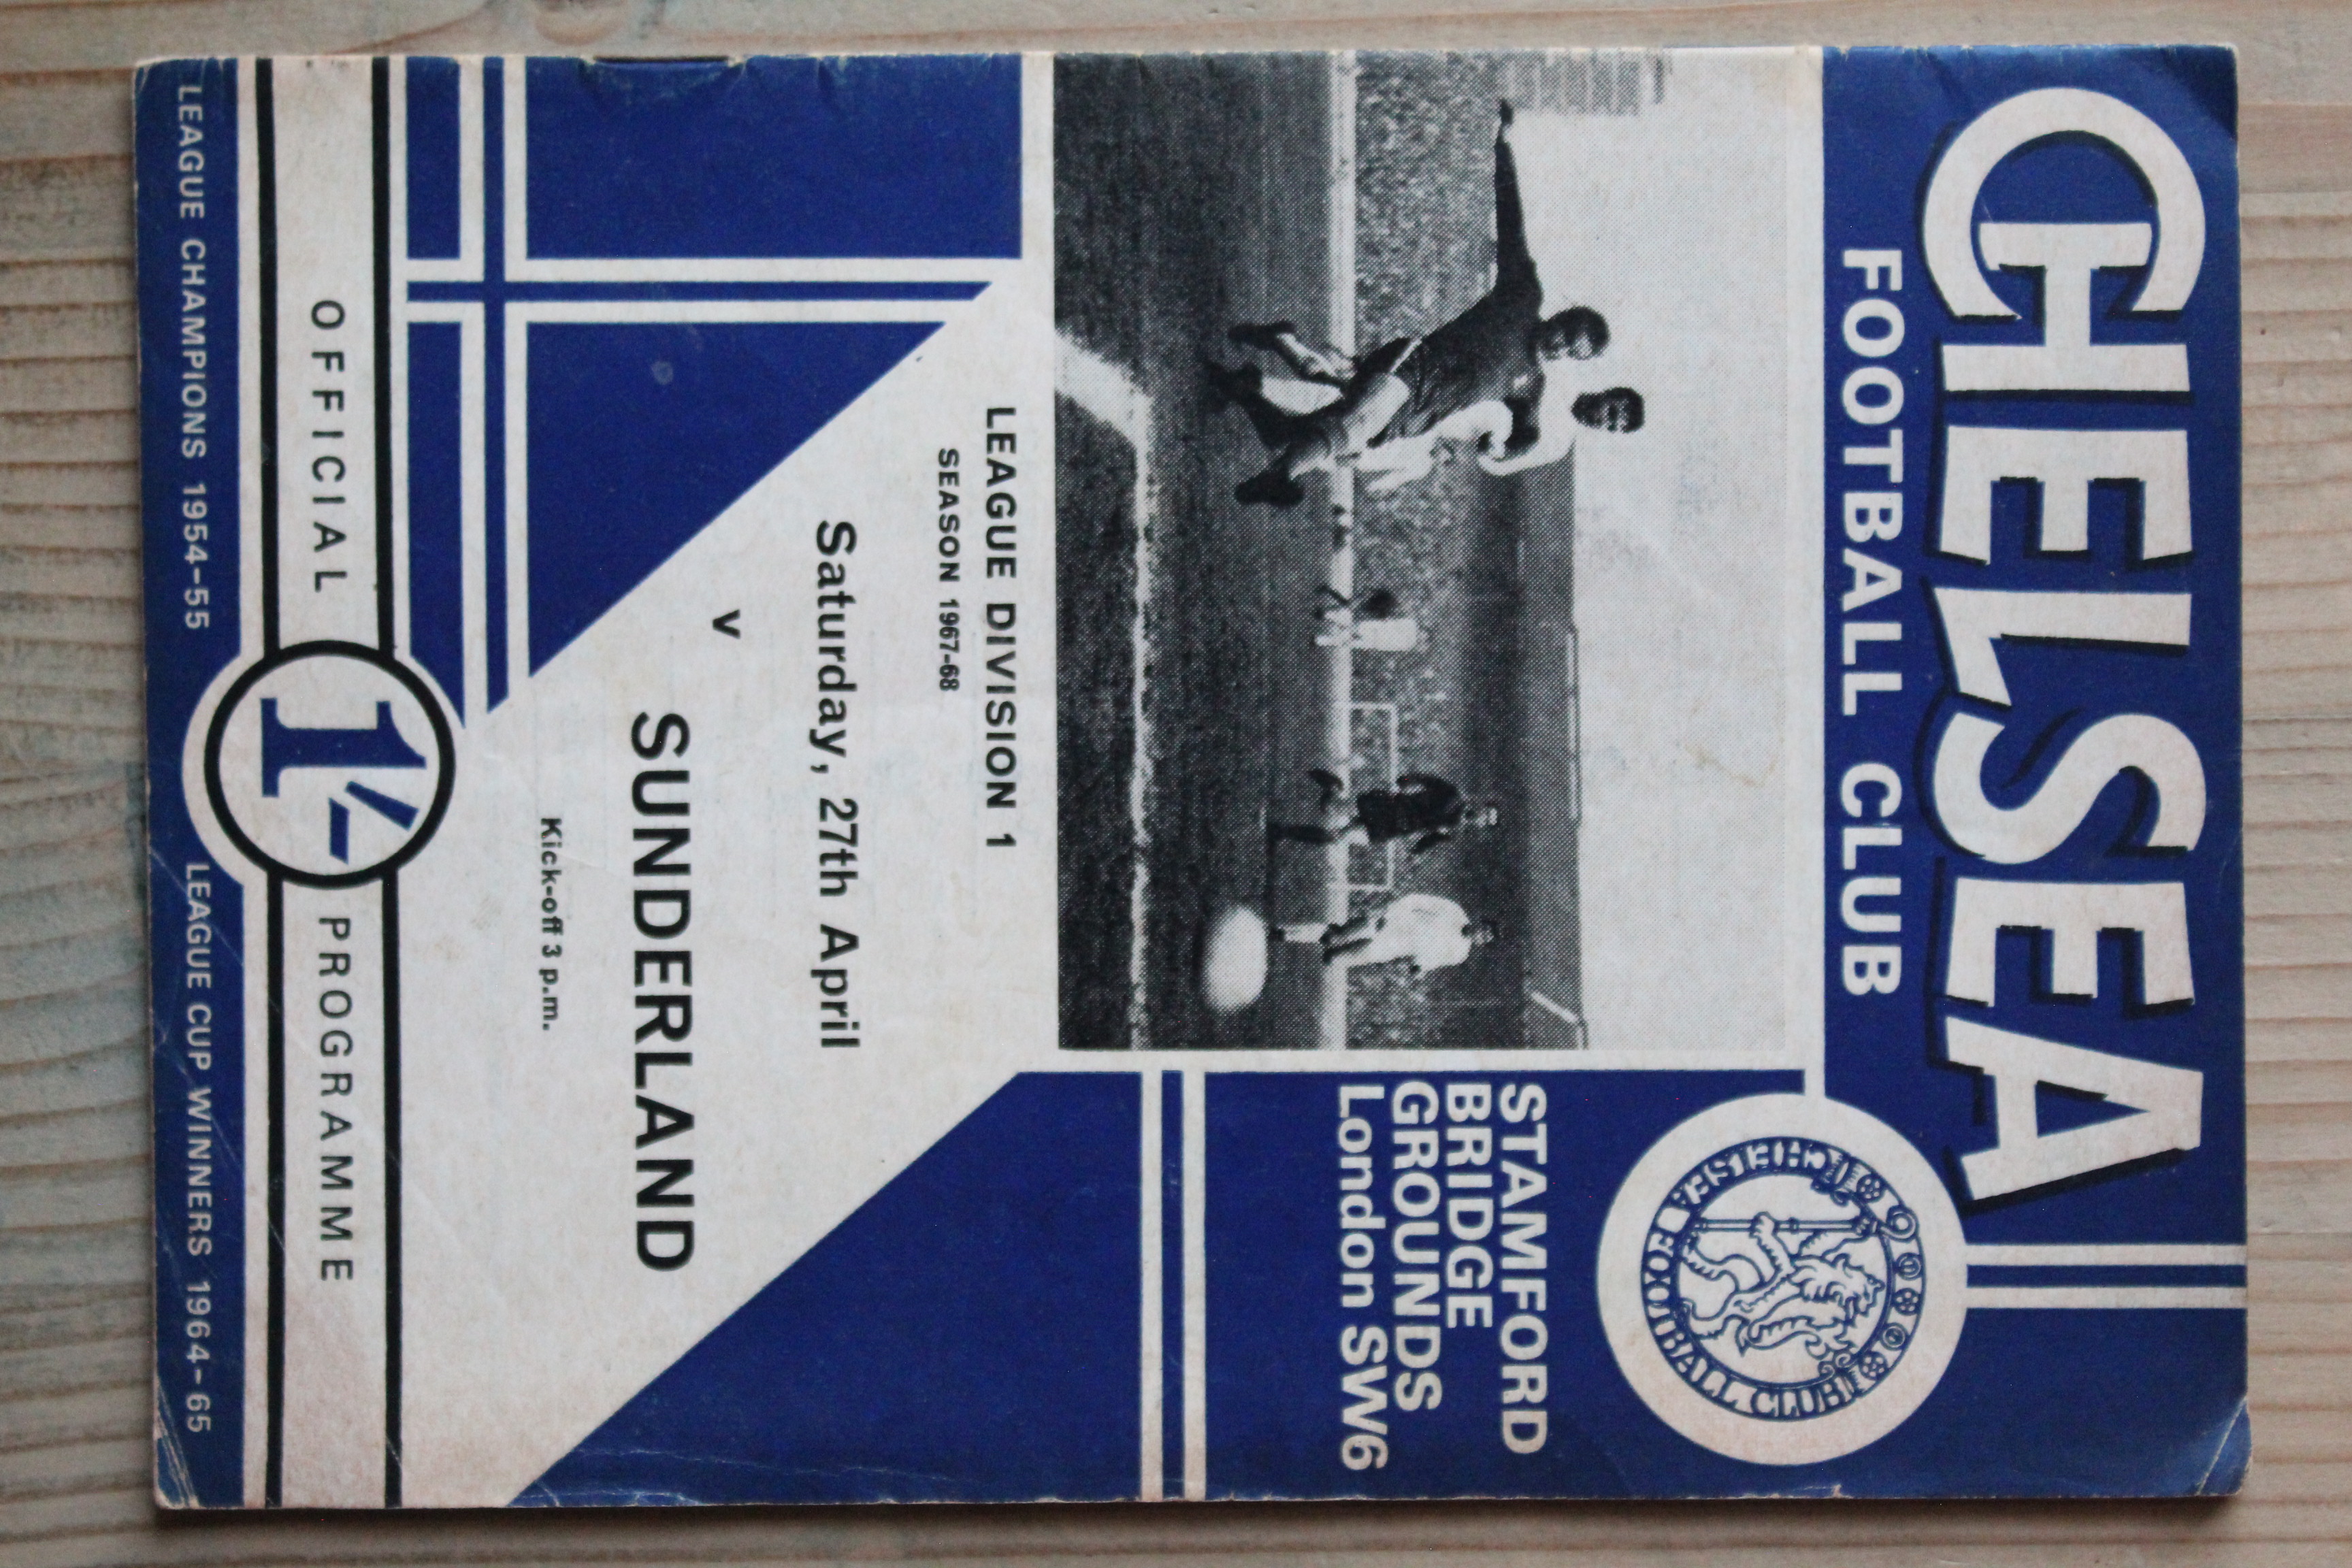 CHELSEA
FOOTBALL CLUB
CHELSEA FOOTBALL CLUB
STAMFORD
BRIDGE
GROUNDS
London SW6
LEAGUE DIVISION 1
SEASON 1967-68
Saturday, 27th April
v
SUNDERLAND
Kick-off 3 p.m.
OFFICIAL 1/- PROGRAMME
LEAGUE CHAMPIONS 1954-55 LEAGUE CUP WINNERS 1964-65